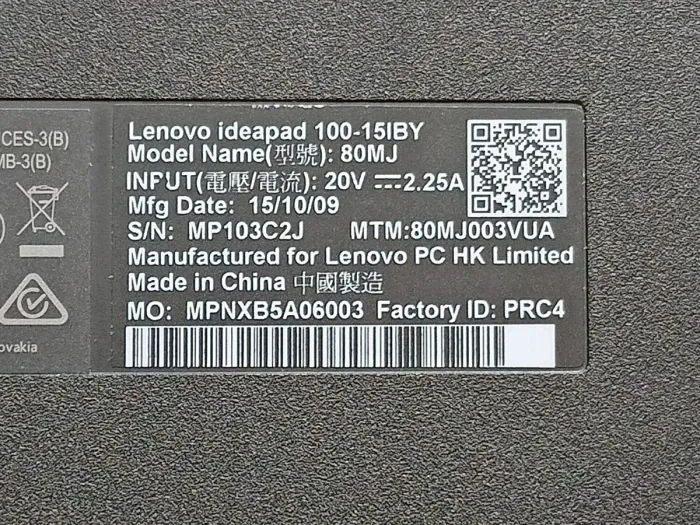 CES-3(B)
MB-3(B)
ovakia
Lenovo ideapad 100-15IBY
Model Name(型號): 80MJ
INPUT(電壓/電流): 20V ⎓2.25A
Mfg Date: 15/10/09
S/N: MP103C2J MTM:80MJ003VUA
Manufactured for Lenovo PC HK Limited
Made in China 中國製造
MO: MPNXB5A06003 Factory ID: PRC4